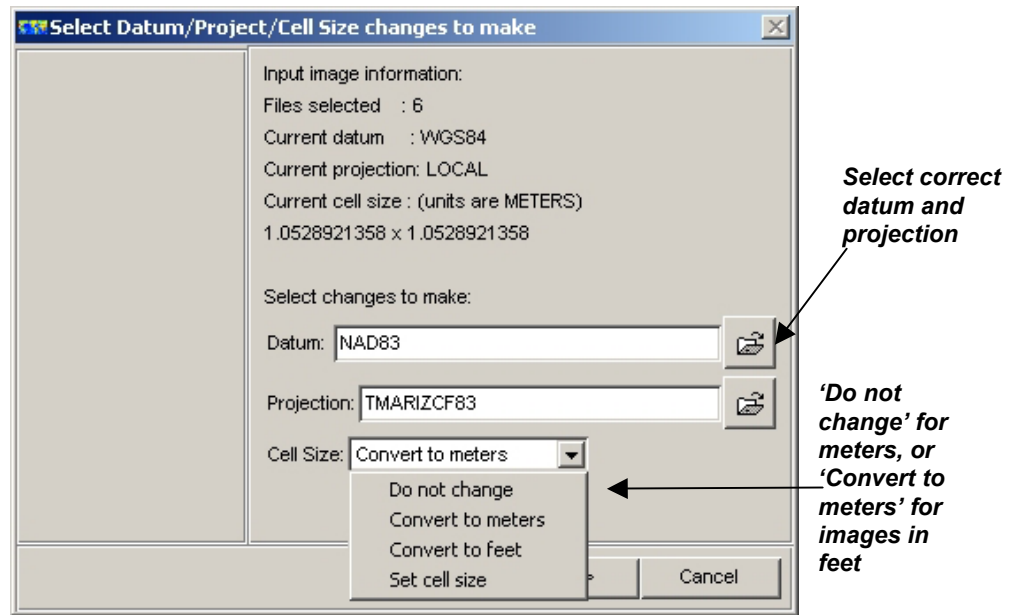 Select Datum/Projection/Cell Size changes to make
Input image information:
Files selected : 6
Current datum : WGS84
Current projection: LOCAL
Current cell size : (units are METERS)
1.0528921358 x 1.0528921358
Select changes to make:
Datum: NAD83
Projection: TMARIZCF83
Cell Size: Convert to meters
Do not change
Convert to meters
Convert to feet
Set cell size
>
Cancel
Select correct
datum and
projection
‘Do not
change’ for
meters, or
‘Convert to
meters’ for
images in
feet